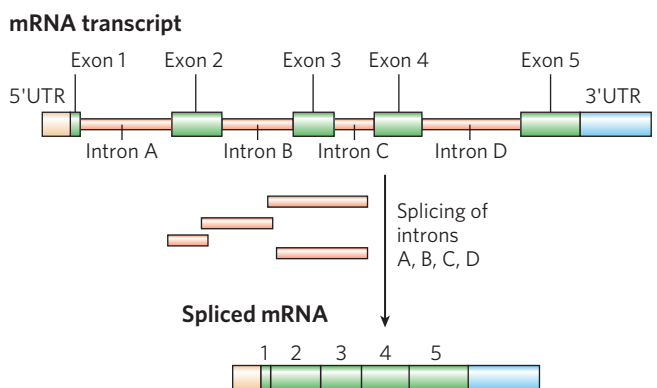 mRNA transcript
Exon 1 Exon 2 Exon 3 Exon 4 Exon 5
5'UTR 3'UTR
Intron A Intron B Intron C Intron D
Splicing of
introns
A, B, C, D
Spliced mRNA
1 2 3 4 5